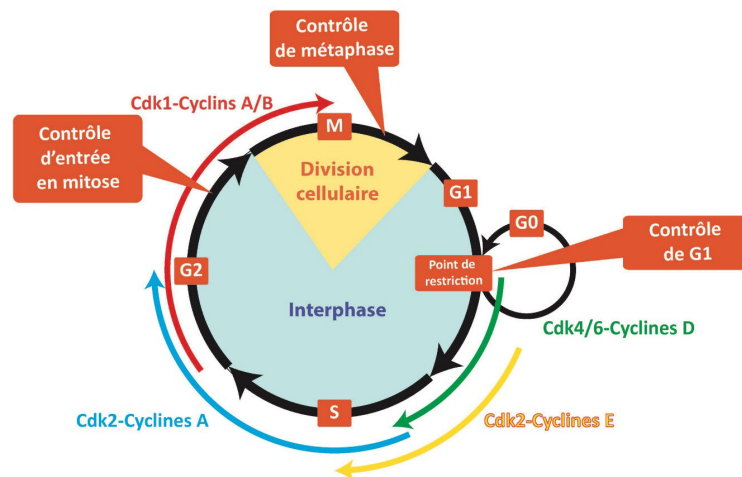 Contrôle
de métaphase
Cdk1-Cyclins A/B
Contrôle
d'entrée
en mitose
M
Division
cellulaire
G1
G0
Contrôle
de G1
Point de
restriction
G2
Interphase
Cdk4/6-Cyclines D
S
Cdk2-Cyclines A
Cdk2-Cyclines E